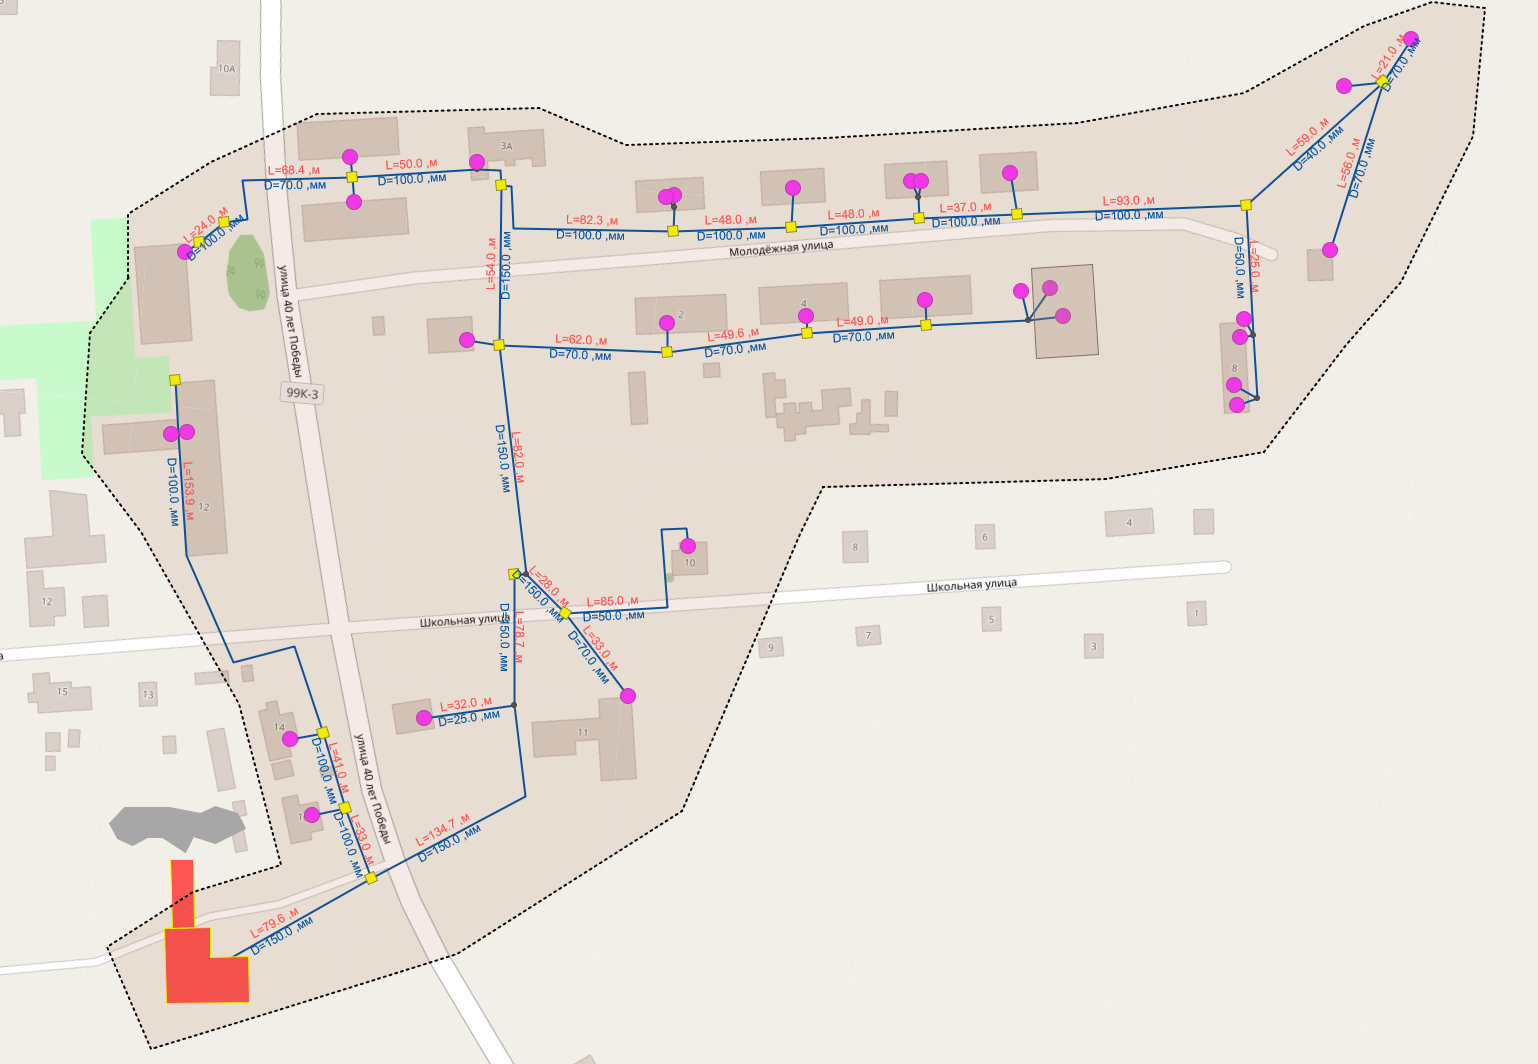 10А
3А
L=21.0 ,м
D=70.0 ,мм
L=59.0 ,м
D=40.0 ,мм
L=56.0 ,м
D=70.0 ,мм
L=68.4 ,м
D=70.0 ,мм
L=50.0 ,м
D=100.0 ,мм
L=24.0 ,м
D=100.0 ,мм
L=82.3 ,м
D=100.0 ,мм
L=48.0 ,м
D=100.0 ,мм
L=48.0 ,м
D=100.0 ,мм
L=37.0 ,м
D=100.0 ,мм
L=93.0 ,м
D=100.0 ,мм
Молодёжная улица
L=54.0 ,м
D=150.0 ,мм
L=25.0 ,м
D=50.0 ,мм
улица 40 лет Победы
2
4
L=62.0 ,м
D=70.0 ,мм
L=49.6 ,м
D=70.0 ,мм
L=49.0 ,м
D=70.0 ,мм
8
99К-3
L=82.0 ,м
D=150.0 ,мм
L=153.9 ,м
D=100.0 ,мм
12
10
8
6
4
12
L=28.0 ,м
D=150.0 ,мм
L=85.0 ,м
D=50.0 ,мм
Школьная улица
Школьная улица
L=78.7 ,м
D=150.0 ,мм
L=33.0 ,м
D=70.0 ,мм
9
7
5
3
1
а
15
13
14
L=32.0 ,м
D=25.0 ,мм
11
L=41.0 ,м
D=100.0 ,мм
улица 40 лет Победы
L=33.0 ,м
D=100.0 ,мм
L=134.7 ,м
D=150.0 ,мм
L=79.6 ,м
D=150.0 ,мм